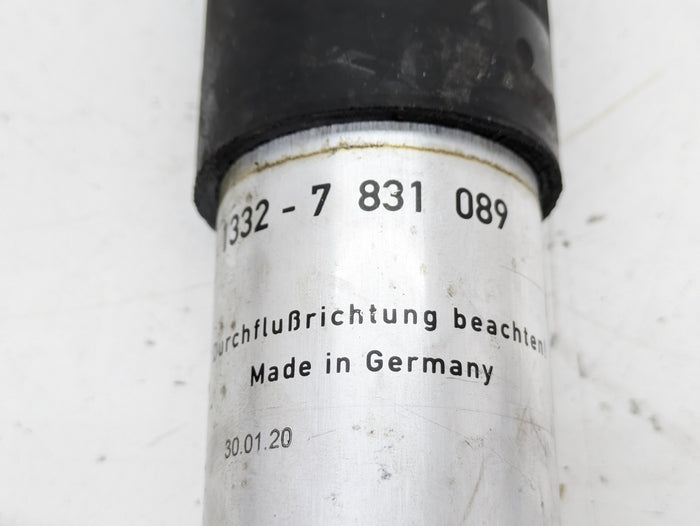 1332 - 7 831 089
Durchflußrichtung beachten!
Made in Germany
30.01.20